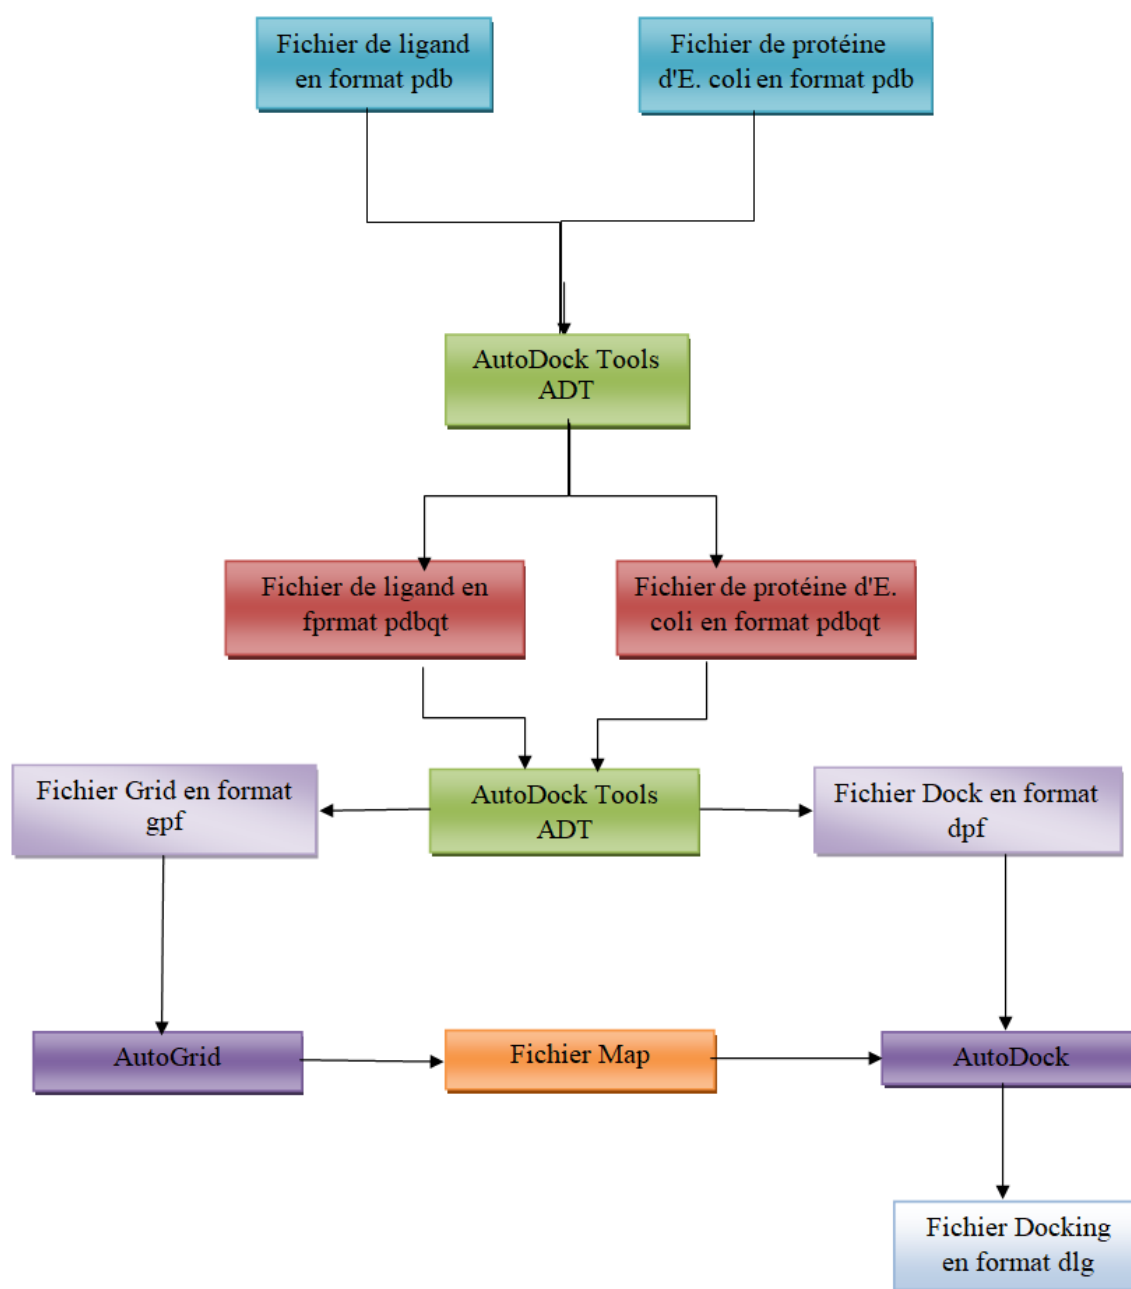 Fichier de ligand
en format pdb
Fichier de protéine
d'E. coli en format pdb
AutoDock Tools
ADT
Fichier de ligand en
fprmat pdbqt
Fichier de protéine d'E.
coli en format pdbqt
Fichier Grid en format
gpf
AutoDock Tools
ADT
Fichier Dock en format
dpf
AutoGrid
Fichier Map
AutoDock
Fichier Docking
en format dlg